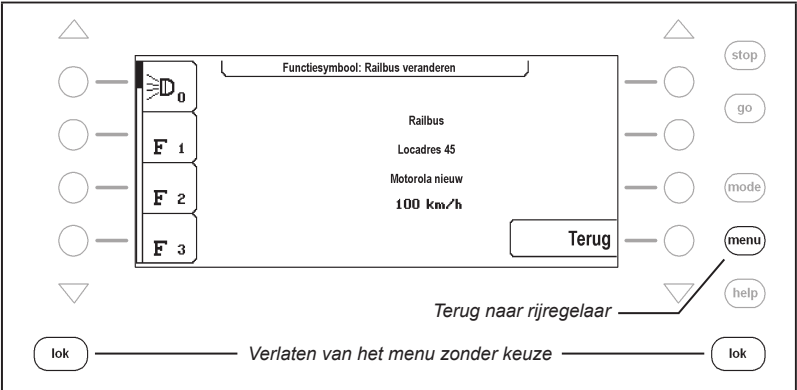 stop
Functiesymbool: Railbus veranderen
0
go
Railbus
F 1
Locadres 45
Motorola nieuw
mode
F 2
100 km/h
Terug
menu
F 3
help
Terug naar rijregelaar
lok
Verlaten van het menu zonder keuze
lok